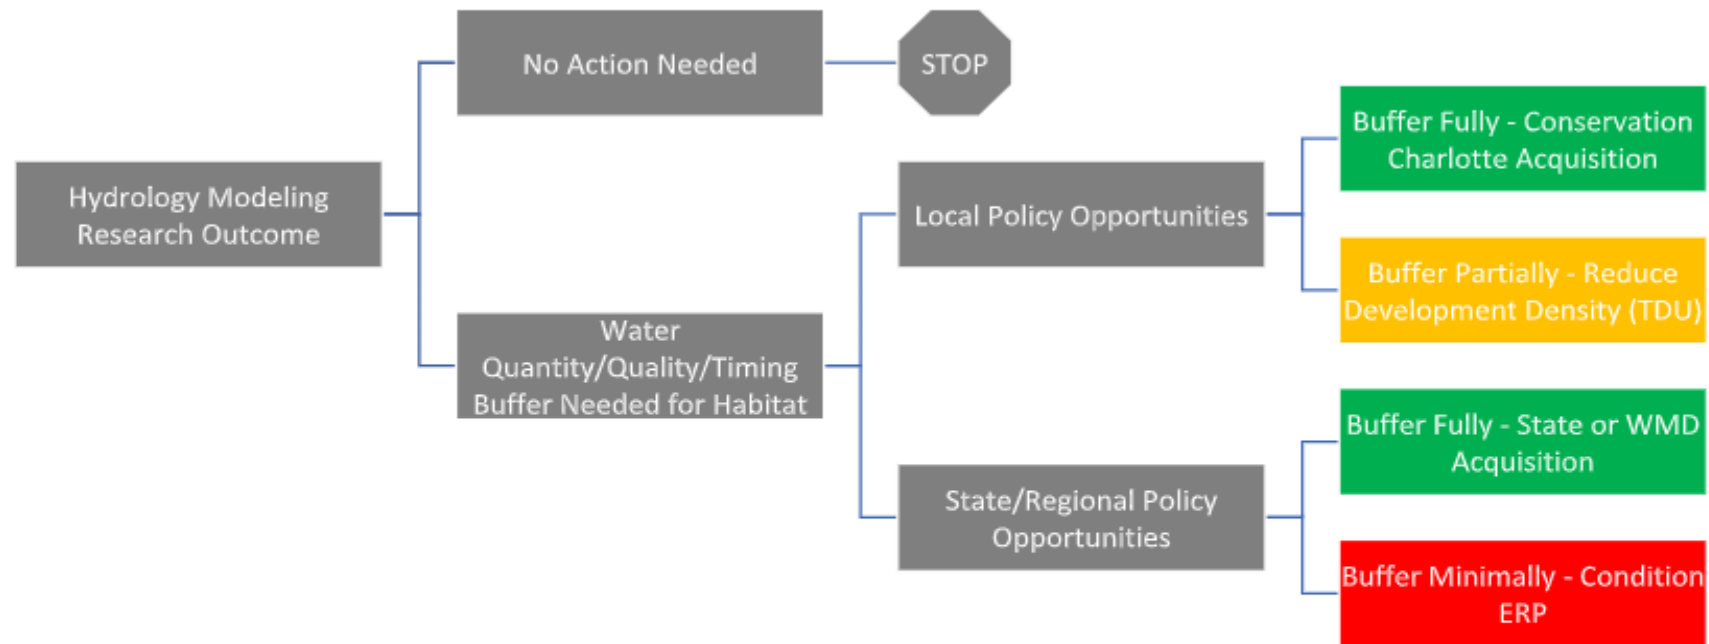 No Action Needed
STOP
Hydrology Modeling
Research Outcome
Water
Quantity/Quality/Timing
Buffer Needed for Habitat
Local Policy Opportunities
State/Regional Policy
Opportunities
Buffer Fully - Conservation
Charlotte Acquisition
Buffer Partially - Reduce
Development Density (TDU)
Buffer Fully - State or WMD
Acquisition
Buffer Minimally - Condition
ERP